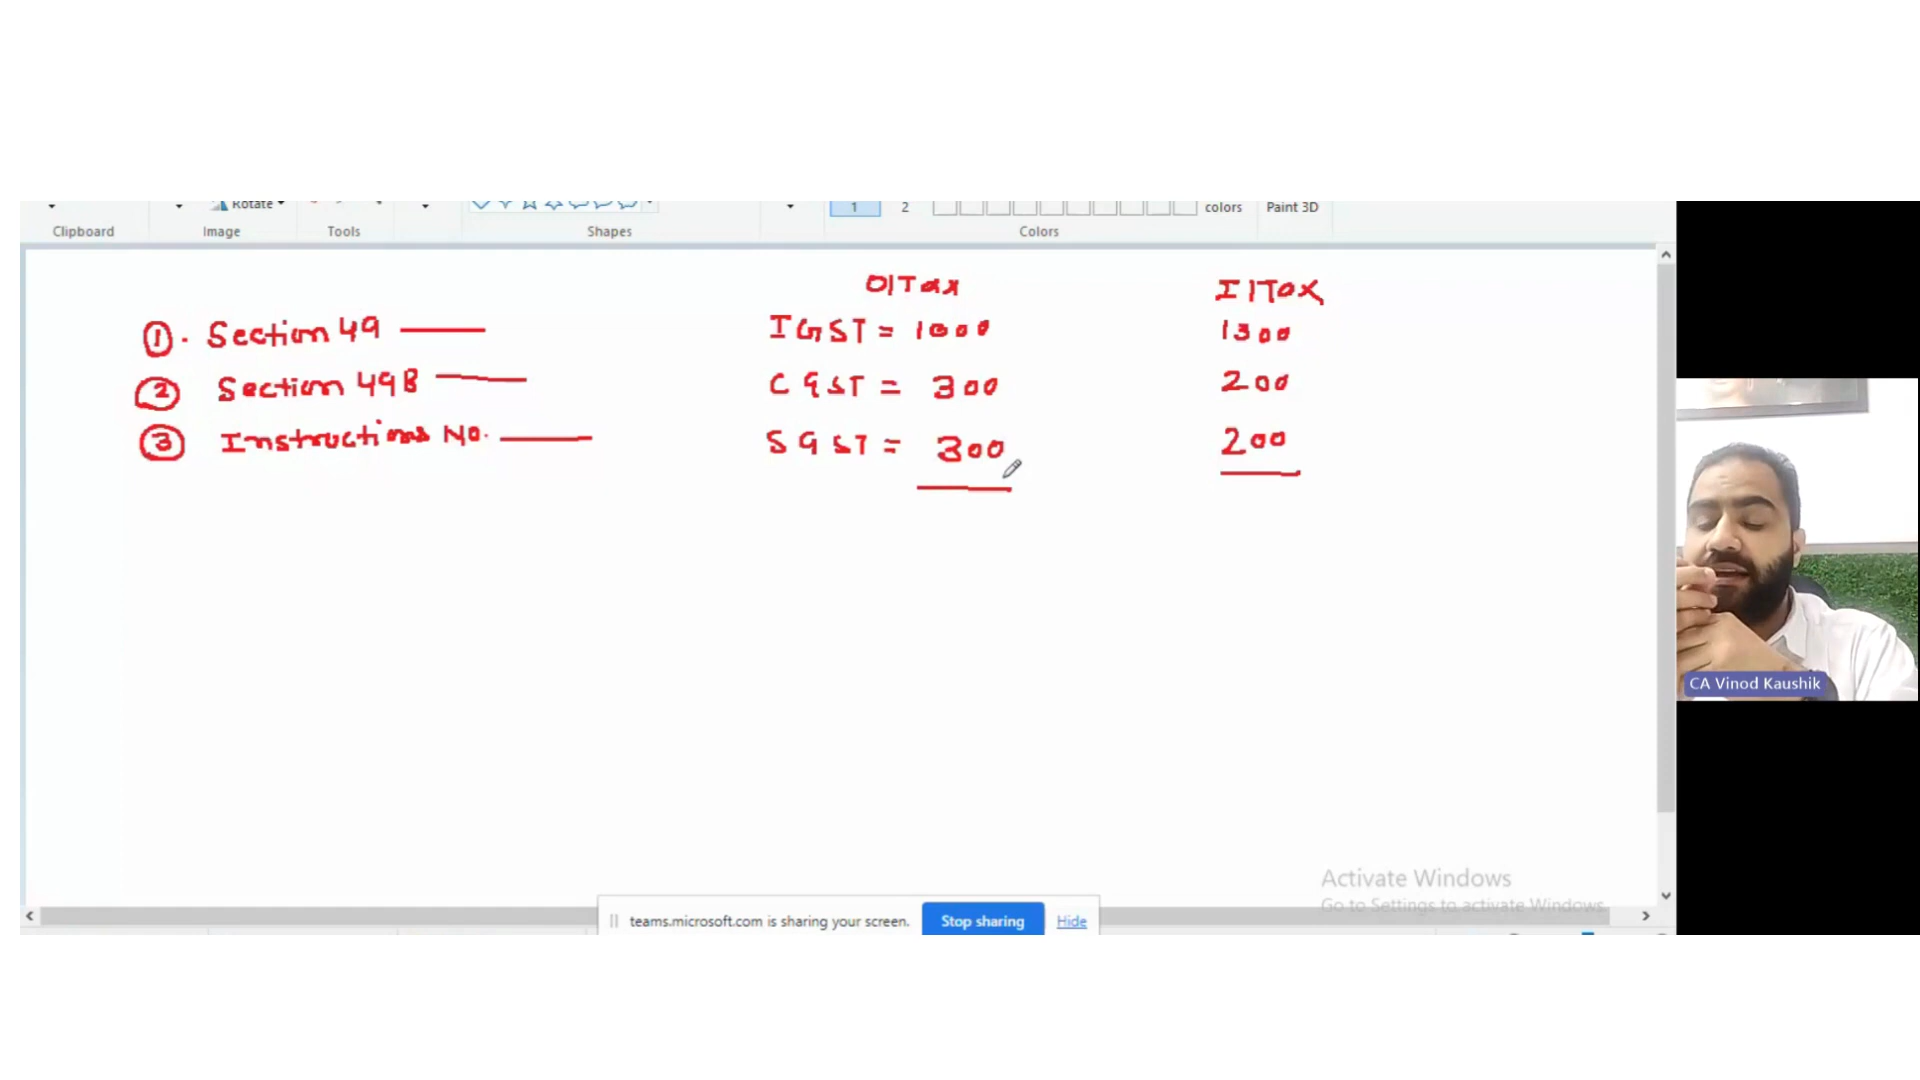 Rotate
1 2 colors Paint 3D
Clipboard Image Tools Shapes Colors
O/Tax I/Tax
①. Section 49 IGST = 1000 1300
② Section 49B CGST = 300 200
③ Instructions No. SGST = 300 200
CA Vinod Kaushik
Activate Windows
Go to Settings to activate Windows.
teams.microsoft.com is sharing your screen. Stop sharing Hide